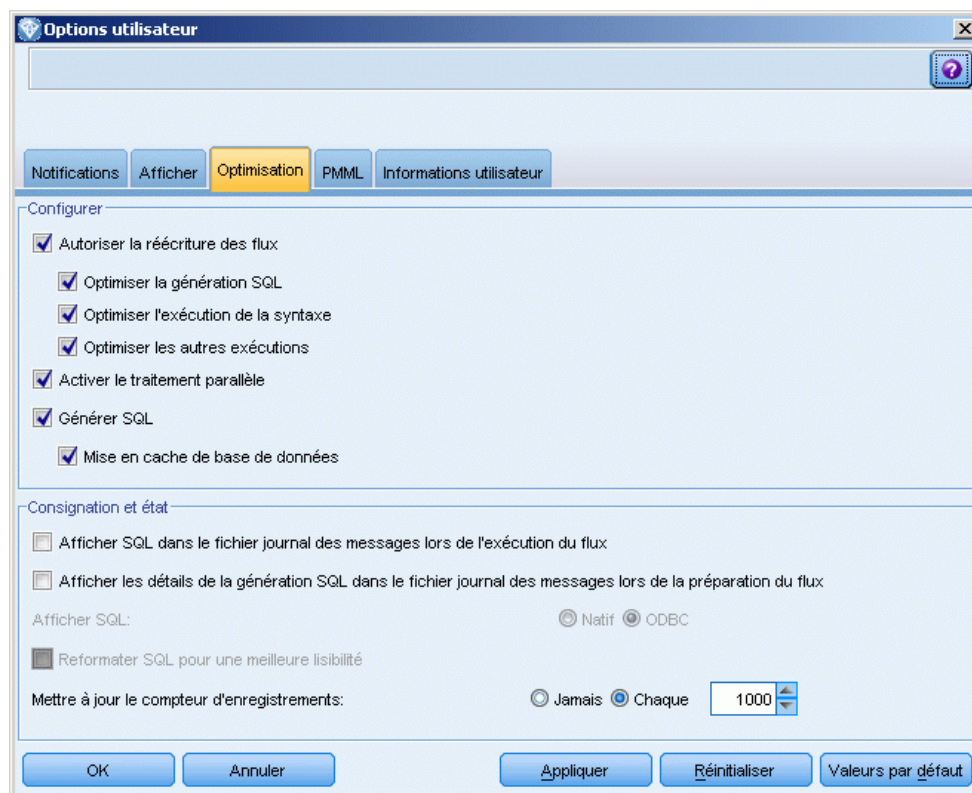 Options utilisateur
Notifications Afficher Optimisation PMML Informations utilisateur
Configurer
Autoriser la réécriture des flux
Optimiser la génération SQL
Optimiser l'exécution de la syntaxe
Optimiser les autres exécutions
Activer le traitement parallèle
Générer SQL
Mise en cache de base de données
Consignation et état
Afficher SQL dans le fichier journal des messages lors de l'exécution du flux
Afficher les détails de la génération SQL dans le fichier journal des messages lors de la préparation du flux
Afficher SQL: Natif ODBC
Reformater SQL pour une meilleure lisibilité
Mettre à jour le compteur d'enregistrements: Jamais Chaque 1000
OK Annuler Appliquer Réinitialiser Valeurs par défaut